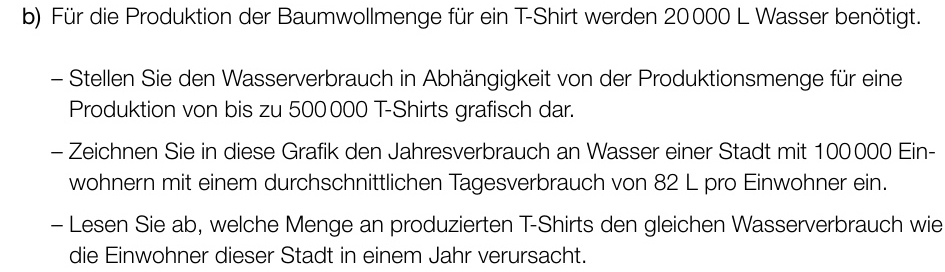 b) Für die Produktion der Baumwollmenge für ein T-Shirt werden 20 000 L Wasser benötigt.
– Stellen Sie den Wasserverbrauch in Abhängigkeit von der Produktionsmenge für eine
Produktion von bis zu 500 000 T-Shirts grafisch dar.
– Zeichnen Sie in diese Grafik den Jahresverbrauch an Wasser einer Stadt mit 100 000 Ein-
wohnern mit einem durchschnittlichen Tagesverbrauch von 82 L pro Einwohner ein.
– Lesen Sie ab, welche Menge an produzierten T-Shirts den gleichen Wasserverbrauch wie
die Einwohner dieser Stadt in einem Jahr verursacht.